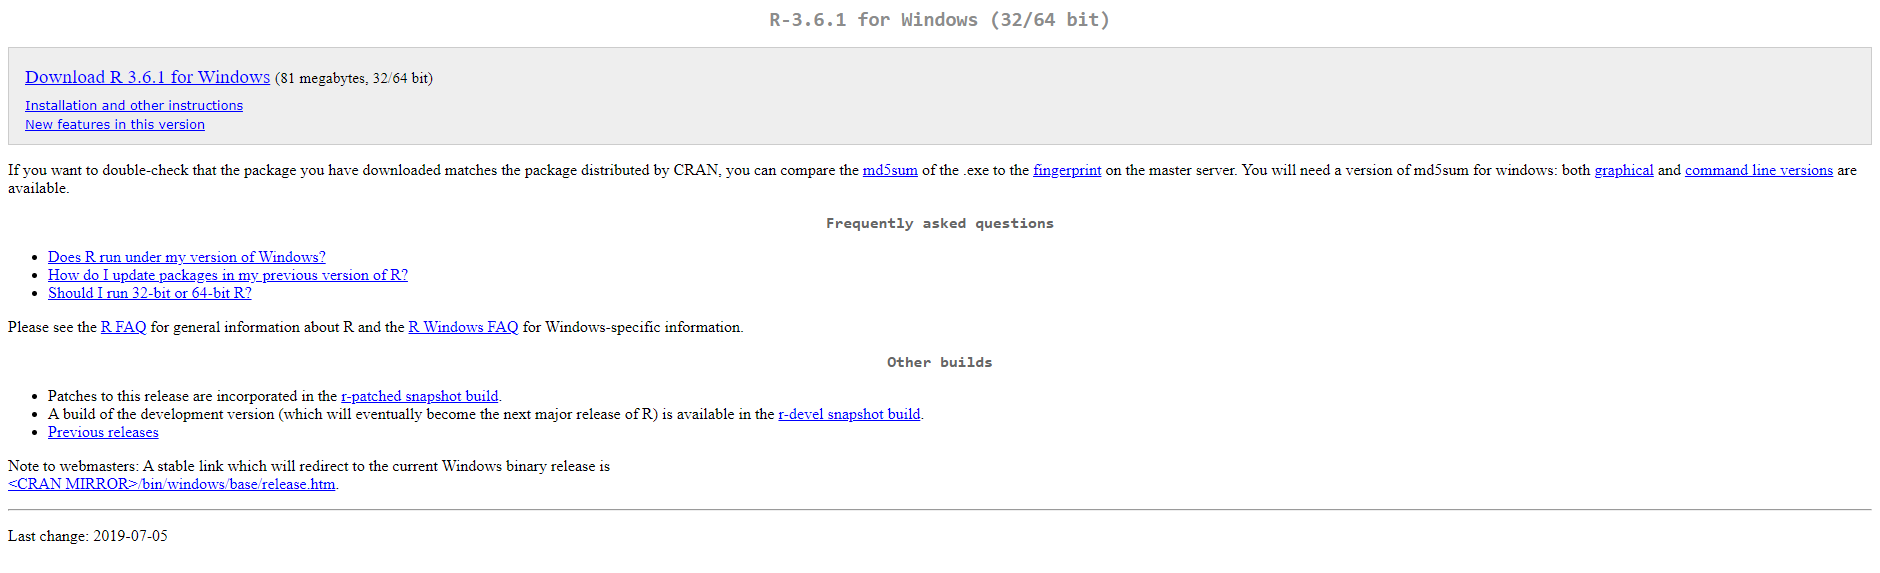 R-3.6.1 for Windows (32/64 bit)
Download R 3.6.1 for Windows (81 megabytes, 32/64 bit)
Installation and other instructions
New features in this version
If you want to double-check that the package you have downloaded matches the package distributed by CRAN, you can compare the md5sum of the .exe to the fingerprint on the master server. You will need a version of md5sum for windows: both graphical and command line versions are
available.
Frequently asked questions
• Does R run under my version of Windows?
• How do I update packages in my previous version of R?
• Should I run 32-bit or 64-bit R?
Please see the R FAQ for general information about R and the R Windows FAQ for Windows-specific information.
Other builds
• Patches to this release are incorporated in the r-patched snapshot build.
• A build of the development version (which will eventually become the next major release of R) is available in the r-devel snapshot build.
• Previous releases
Note to webmasters: A stable link which will redirect to the current Windows binary release is
<CRAN MIRROR>/bin/windows/base/release.htm.
Last change: 2019-07-05